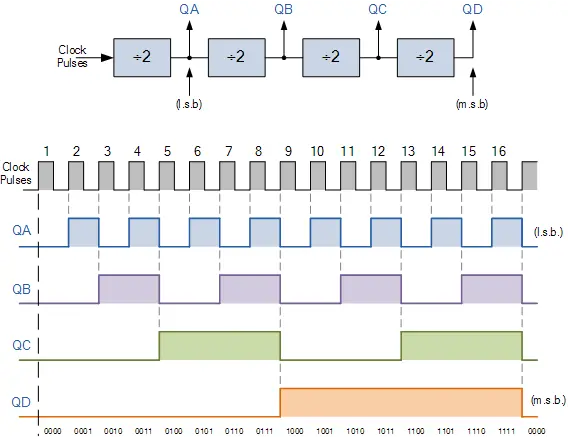 QA QB QC QD
Clock
Pulses
÷2 ÷2 ÷2 ÷2
(l.s.b) (m.s.b)
1 2 3 4 5 6 7 8 9 10 11 12 13 14 15 16
Clock
Pulses
QA (l.s.b.)
QB
QC
QD (m.s.b.)
0000 0001 0010 0011 0100 0101 0110 0111 1000 1001 1010 1011 1100 1101 1110 1111 0000